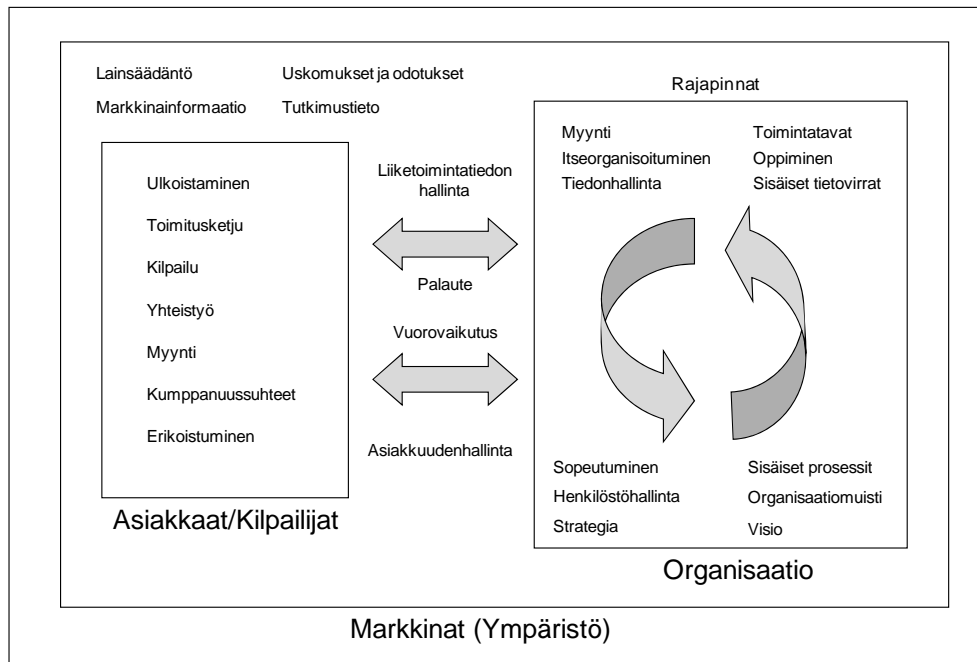 Lainsäädäntö
Uskomukset ja odotukset
Markkinainformaatio
Tutkimustieto
Ulkoistaminen
Toimitusketju
Kilpailu
Yhteistyö
Myynti
Kumppanuussuhteet
Erikoistuminen
Asiakkaat/Kilpailijat
Liiketoimintatiedon
hallinta
Palaute
Vuorovaikutus
Asiakkuudenhallinta
Rajapinnat
Myynti
Toimintatavat
Itseorganisoituminen
Oppiminen
Tiedonhallinta
Sisäiset tietovirrat
Sopeutuminen
Sisäiset prosessit
Henkilöstöhallinta
Organisaatiomuisti
Strategia
Visio
Organisaatio
Markkinat (Ympäristö)